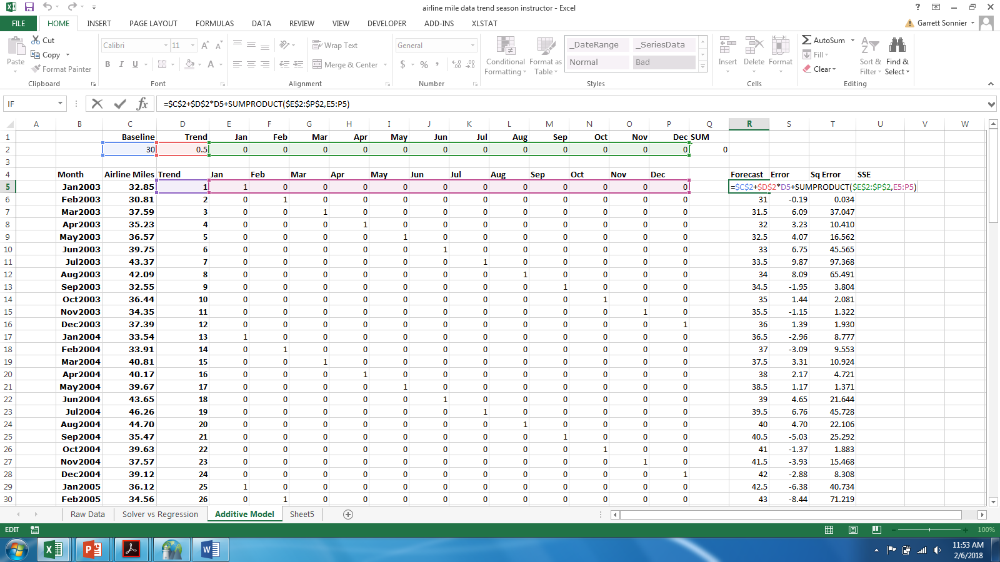 airline mile data trend season instructor - Excel
FILE HOME INSERT PAGE LAYOUT FORMULAS DATA REVIEW VIEW DEVELOPER ADD-INS XLSTAT Garrett Sonnier
Paste Cut Copy Format Painter
Calibri 11
B I U
Wrap Text
Merge & Center
General
$ % ,
Conditional Formatting Format as Table
_DateRange _SeriesData
Normal Bad
Insert Delete Format
AutoSum Fill Clear Sort & Filter Find & Select
Clipboard Font Alignment Number Styles Cells Editing
IF fx =$C$2+$D$2*D5+SUMPRODUCT($E$2:$P$2,E5:P5)
A B C D E F G H I J K L M N O P Q R S T U V W
1 Baseline Trend Jan Feb Mar Apr May Jun Jul Aug Sep Oct Nov Dec SUM
2 30 0.5 0 0 0 0 0 0 0 0 0 0 0 0 0
3
4 Month Airline Miles Trend Jan Feb Mar Apr May Jun Jul Aug Sep Oct Nov Dec Forecast Error Sq Error SSE
5 Jan2003 32.85 1 1 0 0 0 0 0 0 0 0 0 0 0 =$C$2+$D$2*D5+SUMPRODUCT($E$2:$P$2,E5:P5)
6 Feb2003 30.81 2 0 1 0 0 0 0 0 0 0 0 0 0 31 -0.19 0.034
7 Mar2003 37.59 3 0 0 1 0 0 0 0 0 0 0 0 0 31.5 6.09 37.047
8 Apr2003 35.23 4 0 0 0 1 0 0 0 0 0 0 0 0 32 3.23 10.410
9 May2003 36.57 5 0 0 0 0 1 0 0 0 0 0 0 0 32.5 4.07 16.562
10 Jun2003 39.75 6 0 0 0 0 0 1 0 0 0 0 0 0 33 6.75 45.565
11 Jul2003 43.37 7 0 0 0 0 0 0 1 0 0 0 0 0 33.5 9.87 97.368
12 Aug2003 42.09 8 0 0 0 0 0 0 0 1 0 0 0 0 34 8.09 65.491
13 Sep2003 32.55 9 0 0 0 0 0 0 0 0 1 0 0 0 34.5 -1.95 3.804
14 Oct2003 36.44 10 0 0 0 0 0 0 0 0 0 1 0 0 35 1.44 2.081
15 Nov2003 34.35 11 0 0 0 0 0 0 0 0 0 0 1 0 35.5 -1.15 1.322
16 Dec2003 37.39 12 0 0 0 0 0 0 0 0 0 0 0 1 36 1.39 1.930
17 Jan2004 33.54 13 1 0 0 0 0 0 0 0 0 0 0 0 36.5 -2.96 8.777
18 Feb2004 33.91 14 0 1 0 0 0 0 0 0 0 0 0 0 37 -3.09 9.553
19 Mar2004 40.81 15 0 0 1 0 0 0 0 0 0 0 0 0 37.5 3.31 10.924
20 Apr2004 40.17 16 0 0 0 1 0 0 0 0 0 0 0 0 38 2.17 4.721
21 May2004 39.67 17 0 0 0 0 1 0 0 0 0 0 0 0 38.5 1.17 1.371
22 Jun2004 43.65 18 0 0 0 0 0 1 0 0 0 0 0 0 39 4.65 21.644
23 Jul2004 46.26 19 0 0 0 0 0 0 1 0 0 0 0 0 39.5 6.76 45.728
24 Aug2004 44.70 20 0 0 0 0 0 0 0 1 0 0 0 0 40 4.70 22.106
25 Sep2004 35.47 21 0 0 0 0 0 0 0 0 1 0 0 0 40.5 -5.03 25.292
26 Oct2004 39.63 22 0 0 0 0 0 0 0 0 0 1 0 0 41 -1.37 1.883
27 Nov2004 37.57 23 0 0 0 0 0 0 0 0 0 0 1 0 41.5 -3.93 15.468
28 Dec2004 39.12 24 0 0 0 0 0 0 0 0 0 0 0 1 42 -2.88 8.308
29 Jan2005 36.12 25 1 0 0 0 0 0 0 0 0 0 0 0 42.5 -6.38 40.734
30 Feb2005 34.56 26 0 1 0 0 0 0 0 0 0 0 0 0 43 -8.44 71.219
Raw Data Solver vs Regression Additive Model Sheet5
EDIT 100%
11:53 AM
2/6/2018